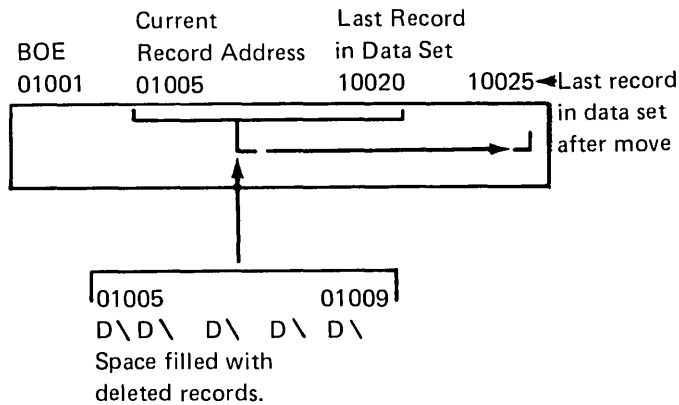 Current
Record Address
Last Record
in Data Set
BOE
01001 01005 10020 10025
Last record
in data set
after move
01005 01009
D\ D\ D\ D\ D\
Space filled with
deleted records.